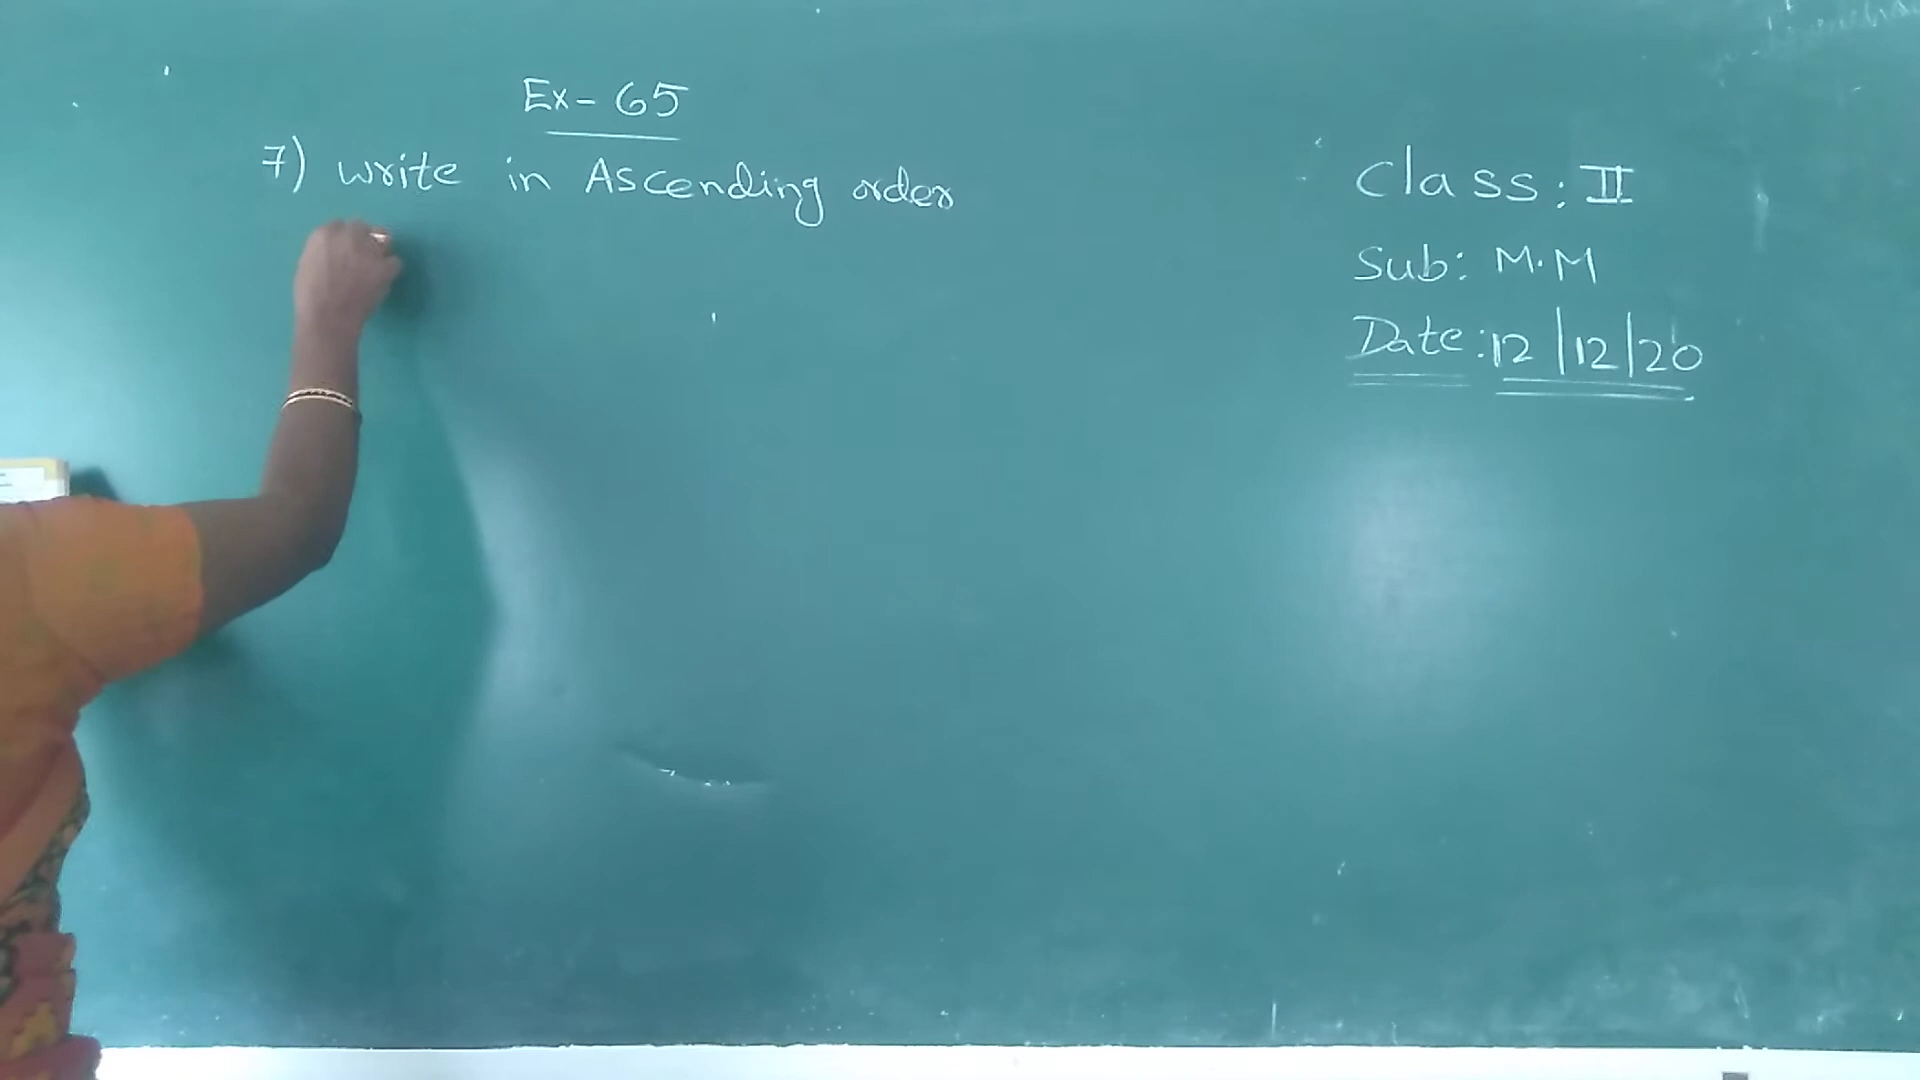 Ex- 65
7) write in Ascending order
Class: II
Sub: M.M
Date: 12/12/20